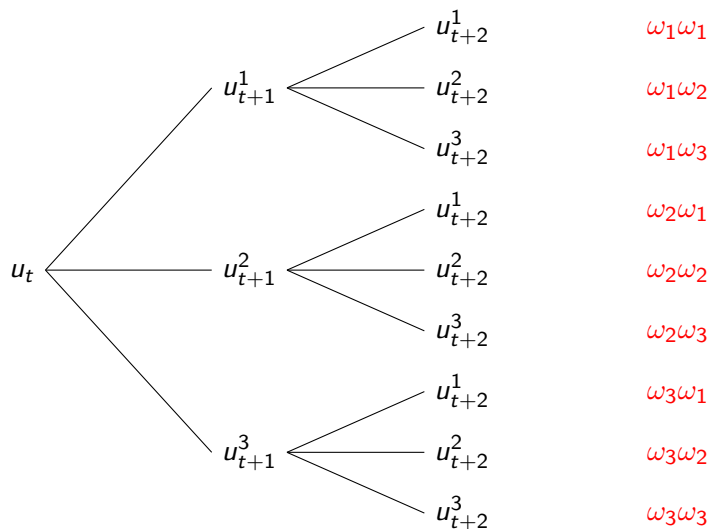 u_{t+2}^1 ω_1ω_1
u_{t+1}^1 u_{t+2}^2 ω_1ω_2
u_{t+2}^3 ω_1ω_3
u_{t+2}^1 ω_2ω_1
u_t u_{t+1}^2 u_{t+2}^2 ω_2ω_2
u_{t+2}^3 ω_2ω_3
u_{t+2}^1 ω_3ω_1
u_{t+1}^3 u_{t+2}^2 ω_3ω_2
u_{t+2}^3 ω_3ω_3